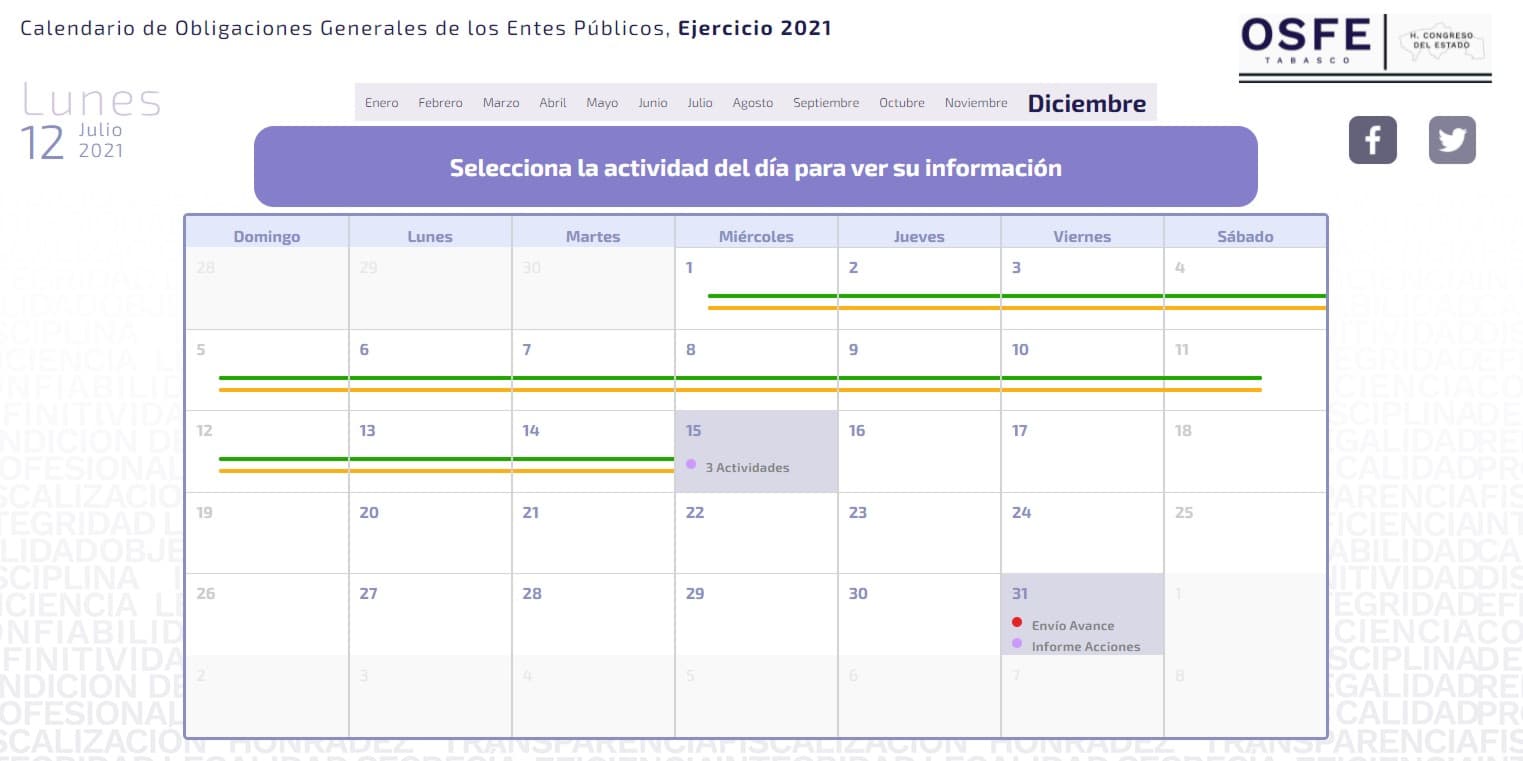 Calendario de Obligaciones Generales de los Entes Públicos, Ejercicio 2021
OSFE
TABASCO
H. CONGRESO
DEL ESTADO
Lunes
12 Julio
2021
Enero Febrero Marzo Abril Mayo Junio Julio Agosto Septiembre Octubre Noviembre Diciembre
Selecciona la actividad del día para ver su información
Domingo Lunes Martes Miércoles Jueves Viernes Sábado
28 29 30 1 2 3 4
5 6 7 8 9 10 11
12 13 14 15 16 17 18
3 Actividades
19 20 21 22 23 24 25
26 27 28 29 30 31 1
Envío Avance
Informe Acciones
2 3 4 5 6 7 8